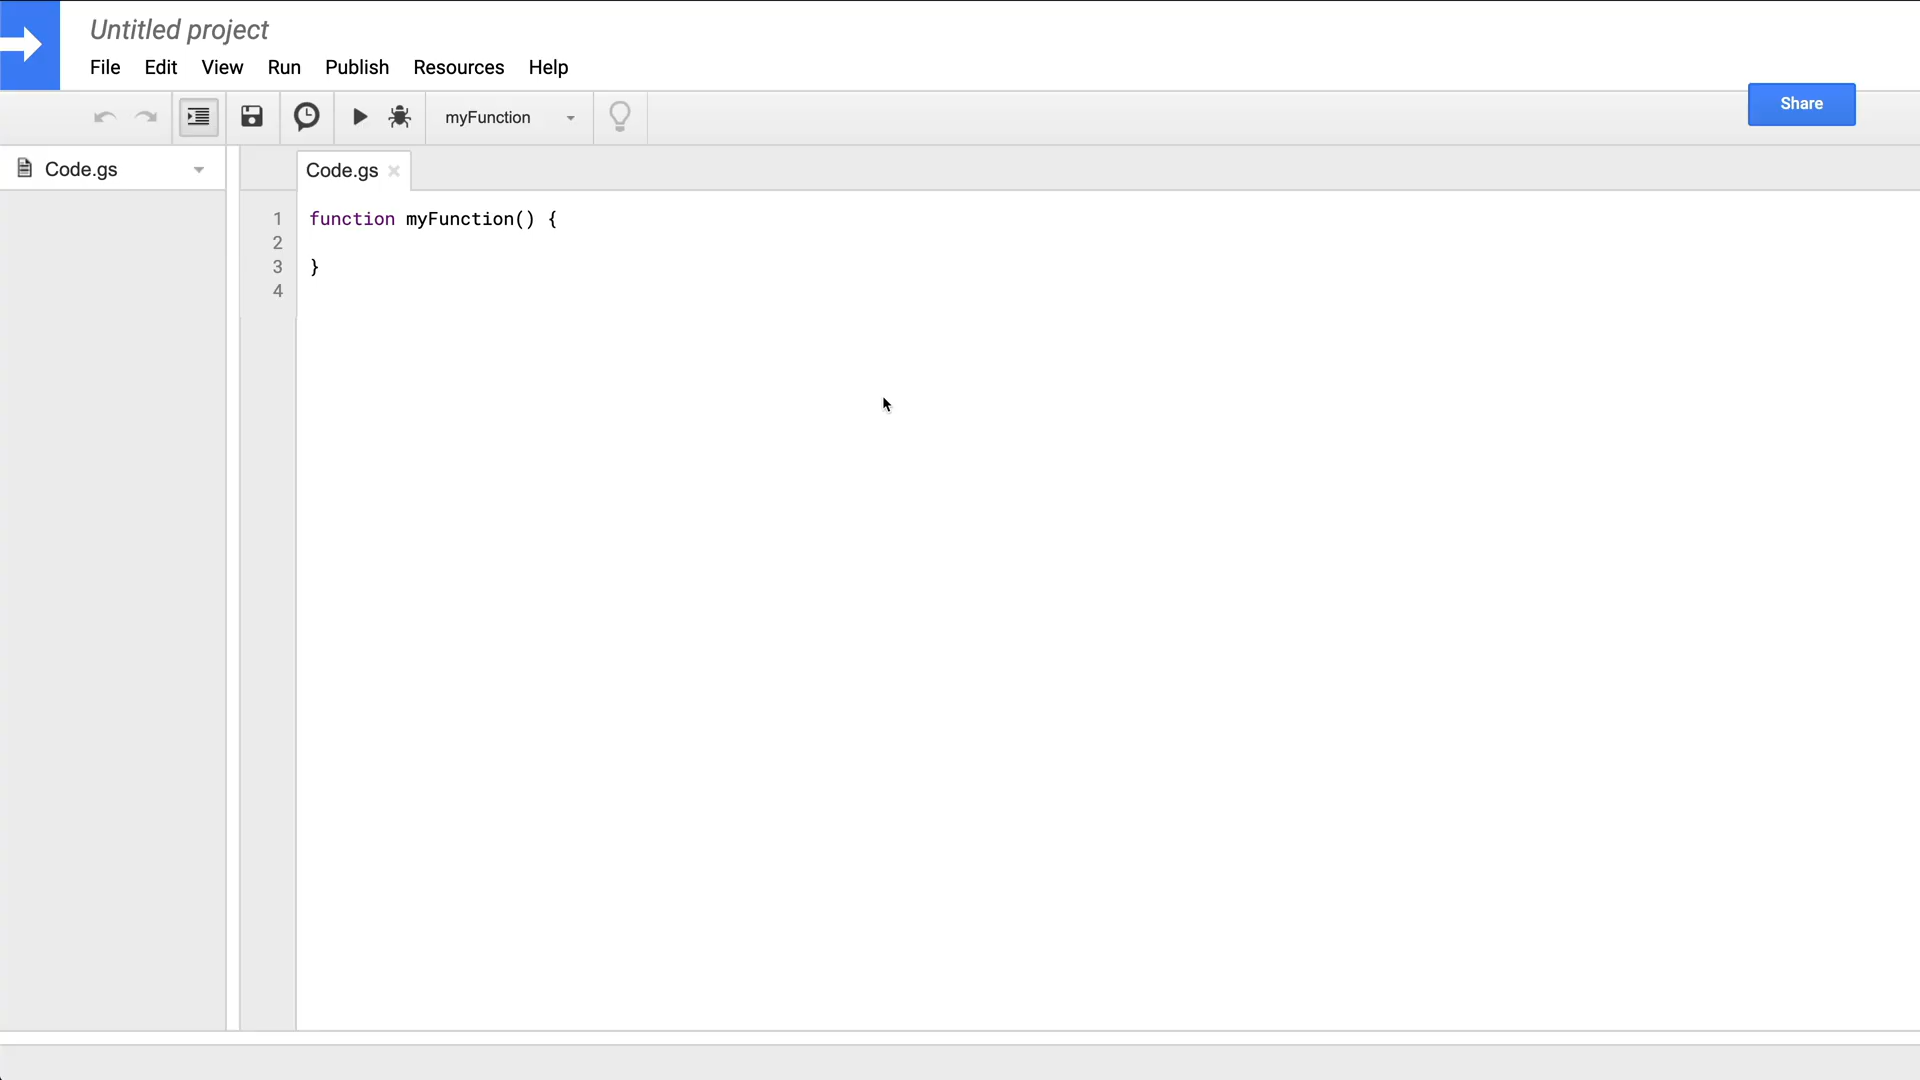 Untitled project
File Edit View Run Publish Resources Help
myFunction
Share
Code.gs
Code.gs
1 function myFunction() {
2
3 }
4